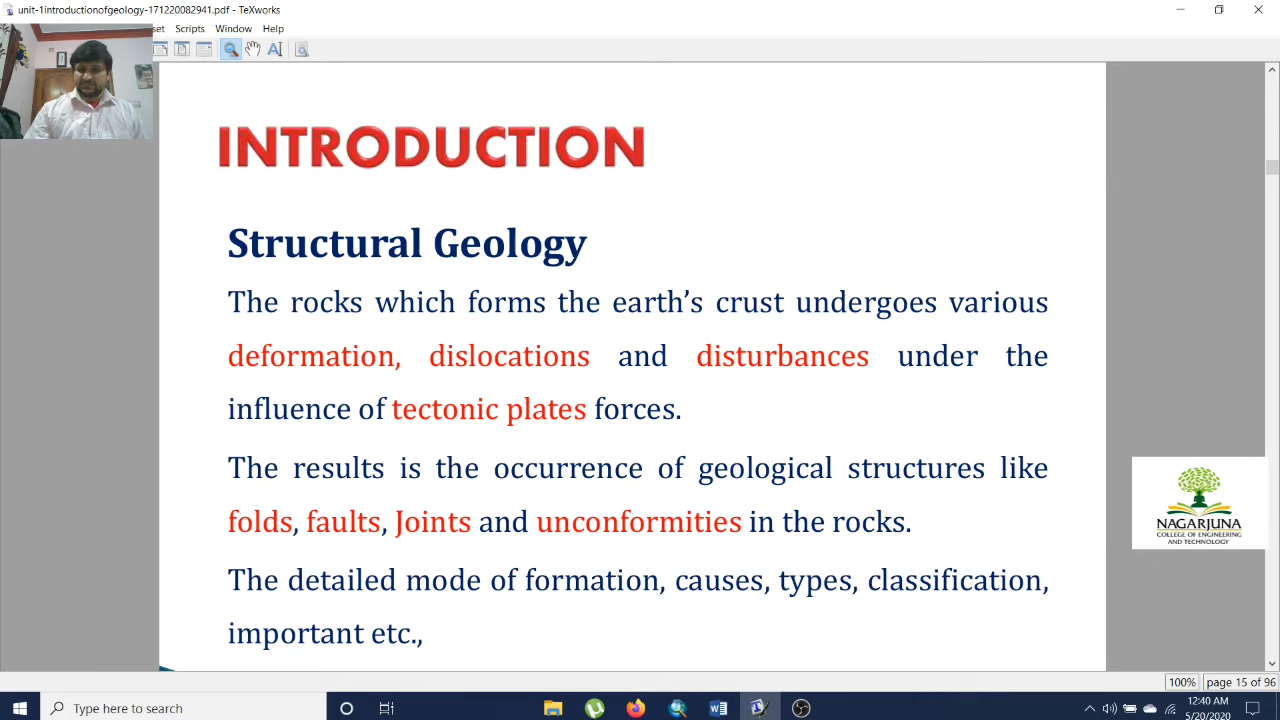 unit-1introductionofgeology-171220082941.pdf - TeXworks
set Scripts Window Help
INTRODUCTION
Structural Geology
The rocks which forms the earth’s crust undergoes various
deformation, dislocations and disturbances under the
influence of tectonic plates forces.
The results is the occurrence of geological structures like
folds, faults, Joints and unconformities in the rocks.
The detailed mode of formation, causes, types, classification,
important etc.,
NAGARJUNA
COLLEGE OF ENGINEERING
AND TECHNOLOGY
100% page 15 of 96
Type here to search
12:40 AM
5/20/2020